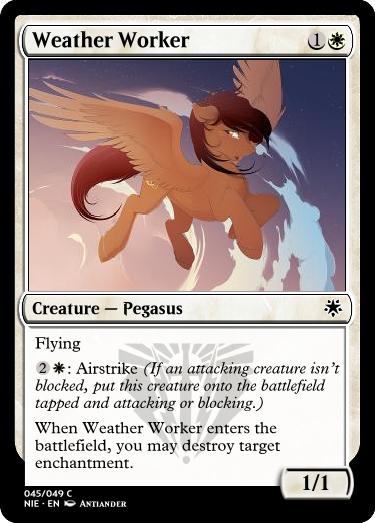 Weather Worker 1
Creature — Pegasus
Flying
2 : Airstrike (If an attacking creature isn't
blocked, put this creature onto the battlefield
tapped and attacking or blocking.)
When Weather Worker enters the
battlefield, you may destroy target
enchantment.
1/1
045/049 C
NIE • EN Antiander